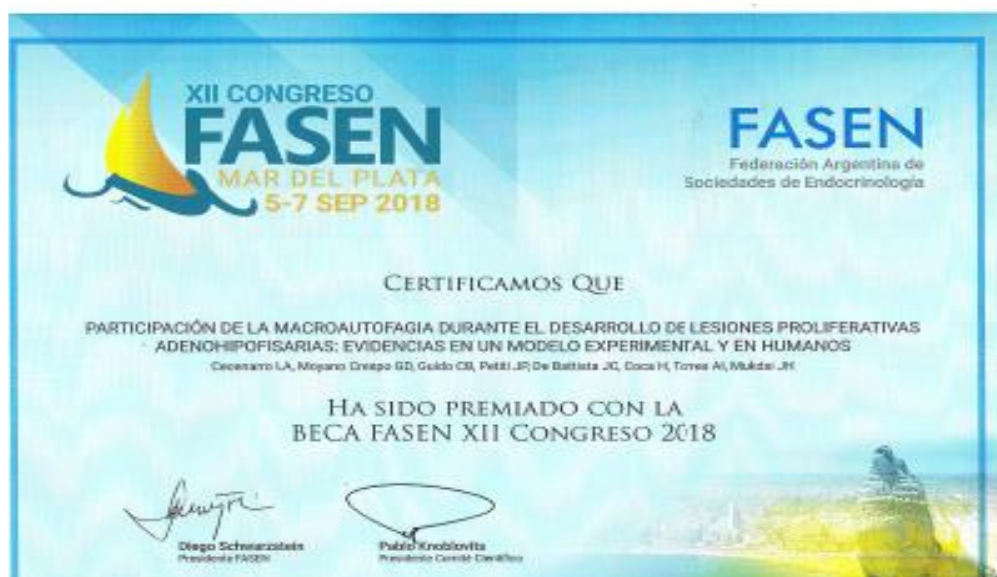 XII CONGRESO
FASEN
MAR DEL PLATA
5-7 SEP 2018
FASEN
Federación Argentina de
Sociedades de Endocrinología
CERTIFICAMOS QUE
PARTICIPACIÓN DE LA MACROAUTOFAGIA DURANTE EL DESARROLLO DE LESIONES PROLIFERATIVAS
ADENOHIPOFISARIAS: EVIDENCIAS EN UN MODELO EXPERIMENTAL Y EN HUMANOS
Cecenarro LA, Moyano Crespo GD, Guido CB, Petiti JP, De Battista JC, Coca H, Torres AI, Mukdsi JH
HA SIDO PREMIADO CON LA
BECA FASEN XII CONGRESO 2018
Diego Schwarzstein
Presidente FASEN
Pablo Knoblovits
Presidente Comité Científico